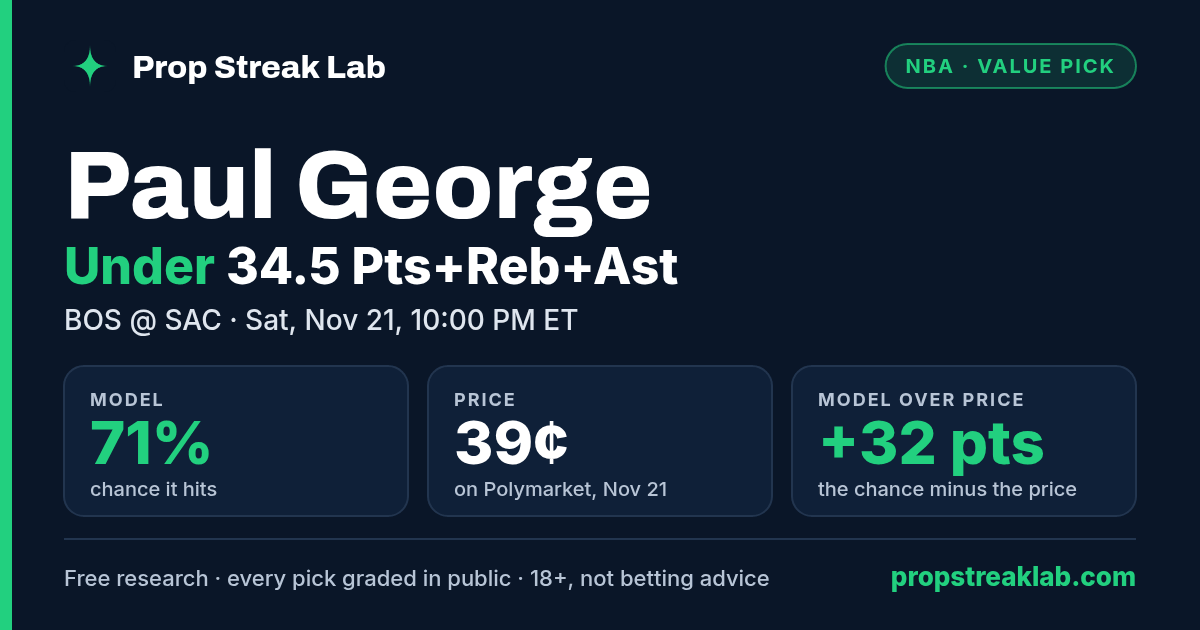 Prop Streak Lab
NBA · VALUE PICK
Paul George
Under 34.5 Pts+Reb+Ast
BOS @ SAC · Sat, Nov 21, 10:00 PM ET
MODEL
71%
chance it hits
PRICE
39¢
on Polymarket, Nov 21
MODEL OVER PRICE
+32 pts
the chance minus the price
Free research · every pick graded in public · 18+, not betting advice
propstreaklab.com